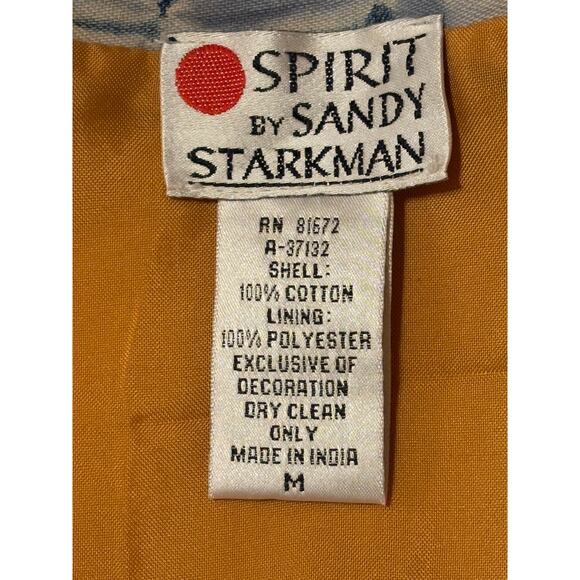 SPIRIT
BY SANDY
STARKMAN
RN 81672
A-37132
SHELL:
100% COTTON
LINING:
100% POLYESTER
EXCLUSIVE OF
DECORATION
DRY CLEAN
ONLY
MADE IN INDIA
M